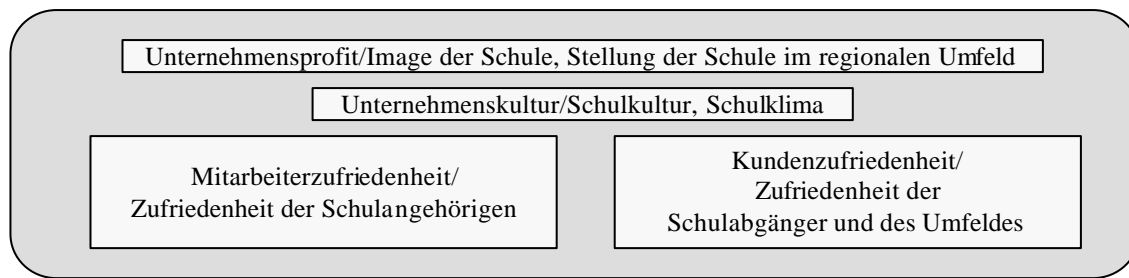 Unternehmensprofit/Image der Schule, Stellung der Schule im regionalen Umfeld
Unternehmenskultur/Schulkultur, Schulklima
Mitarbeiterzufriedenheit/
Zufriedenheit der Schulangehörigen
Kundenzufriedenheit/
Zufriedenheit der
Schulabgänger und des Umfeldes